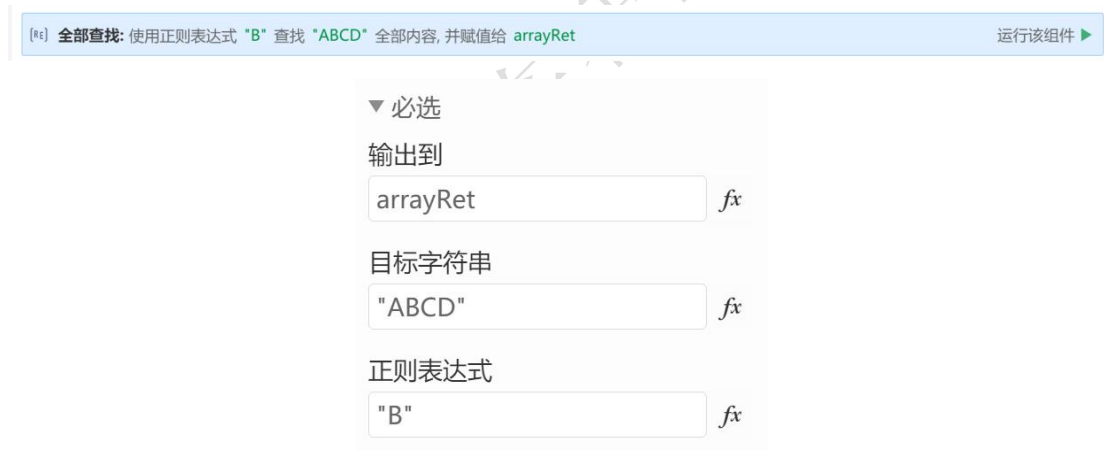 [RE] 全部查找: 使用正则表达式 "B" 查找 "ABCD" 全部内容, 并赋值给 arrayRet 运行该组件 ▶
▼ 必选
输出到
arrayRet fx
目标字符串
"ABCD" fx
正则表达式
"B" fx